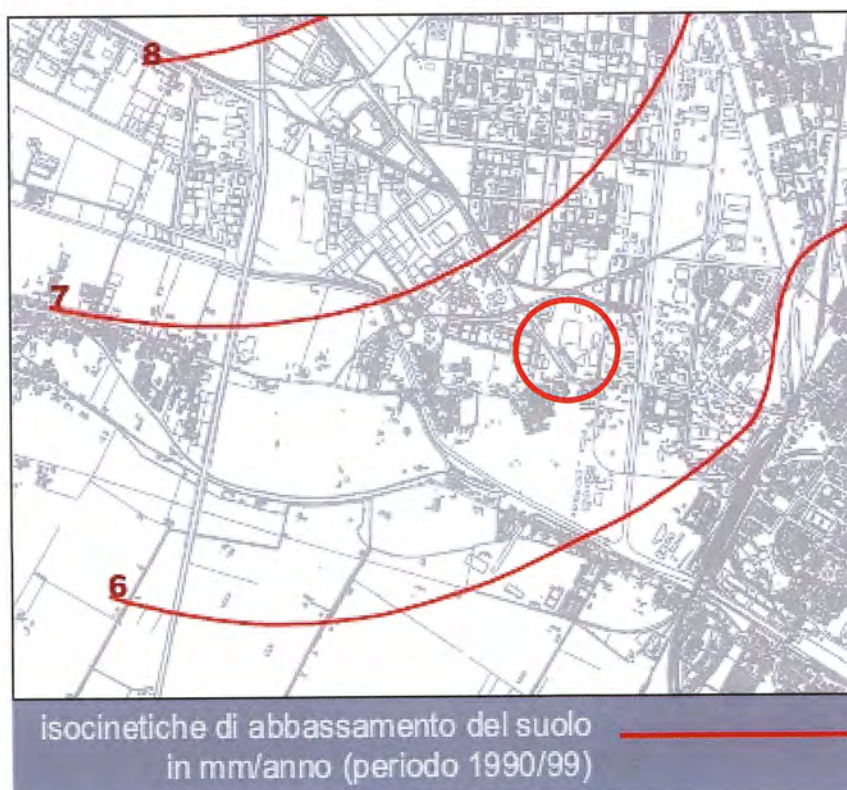 8
7
6
isocinetiche di abbassamento del suolo
in mm/anno (periodo 1990/99)